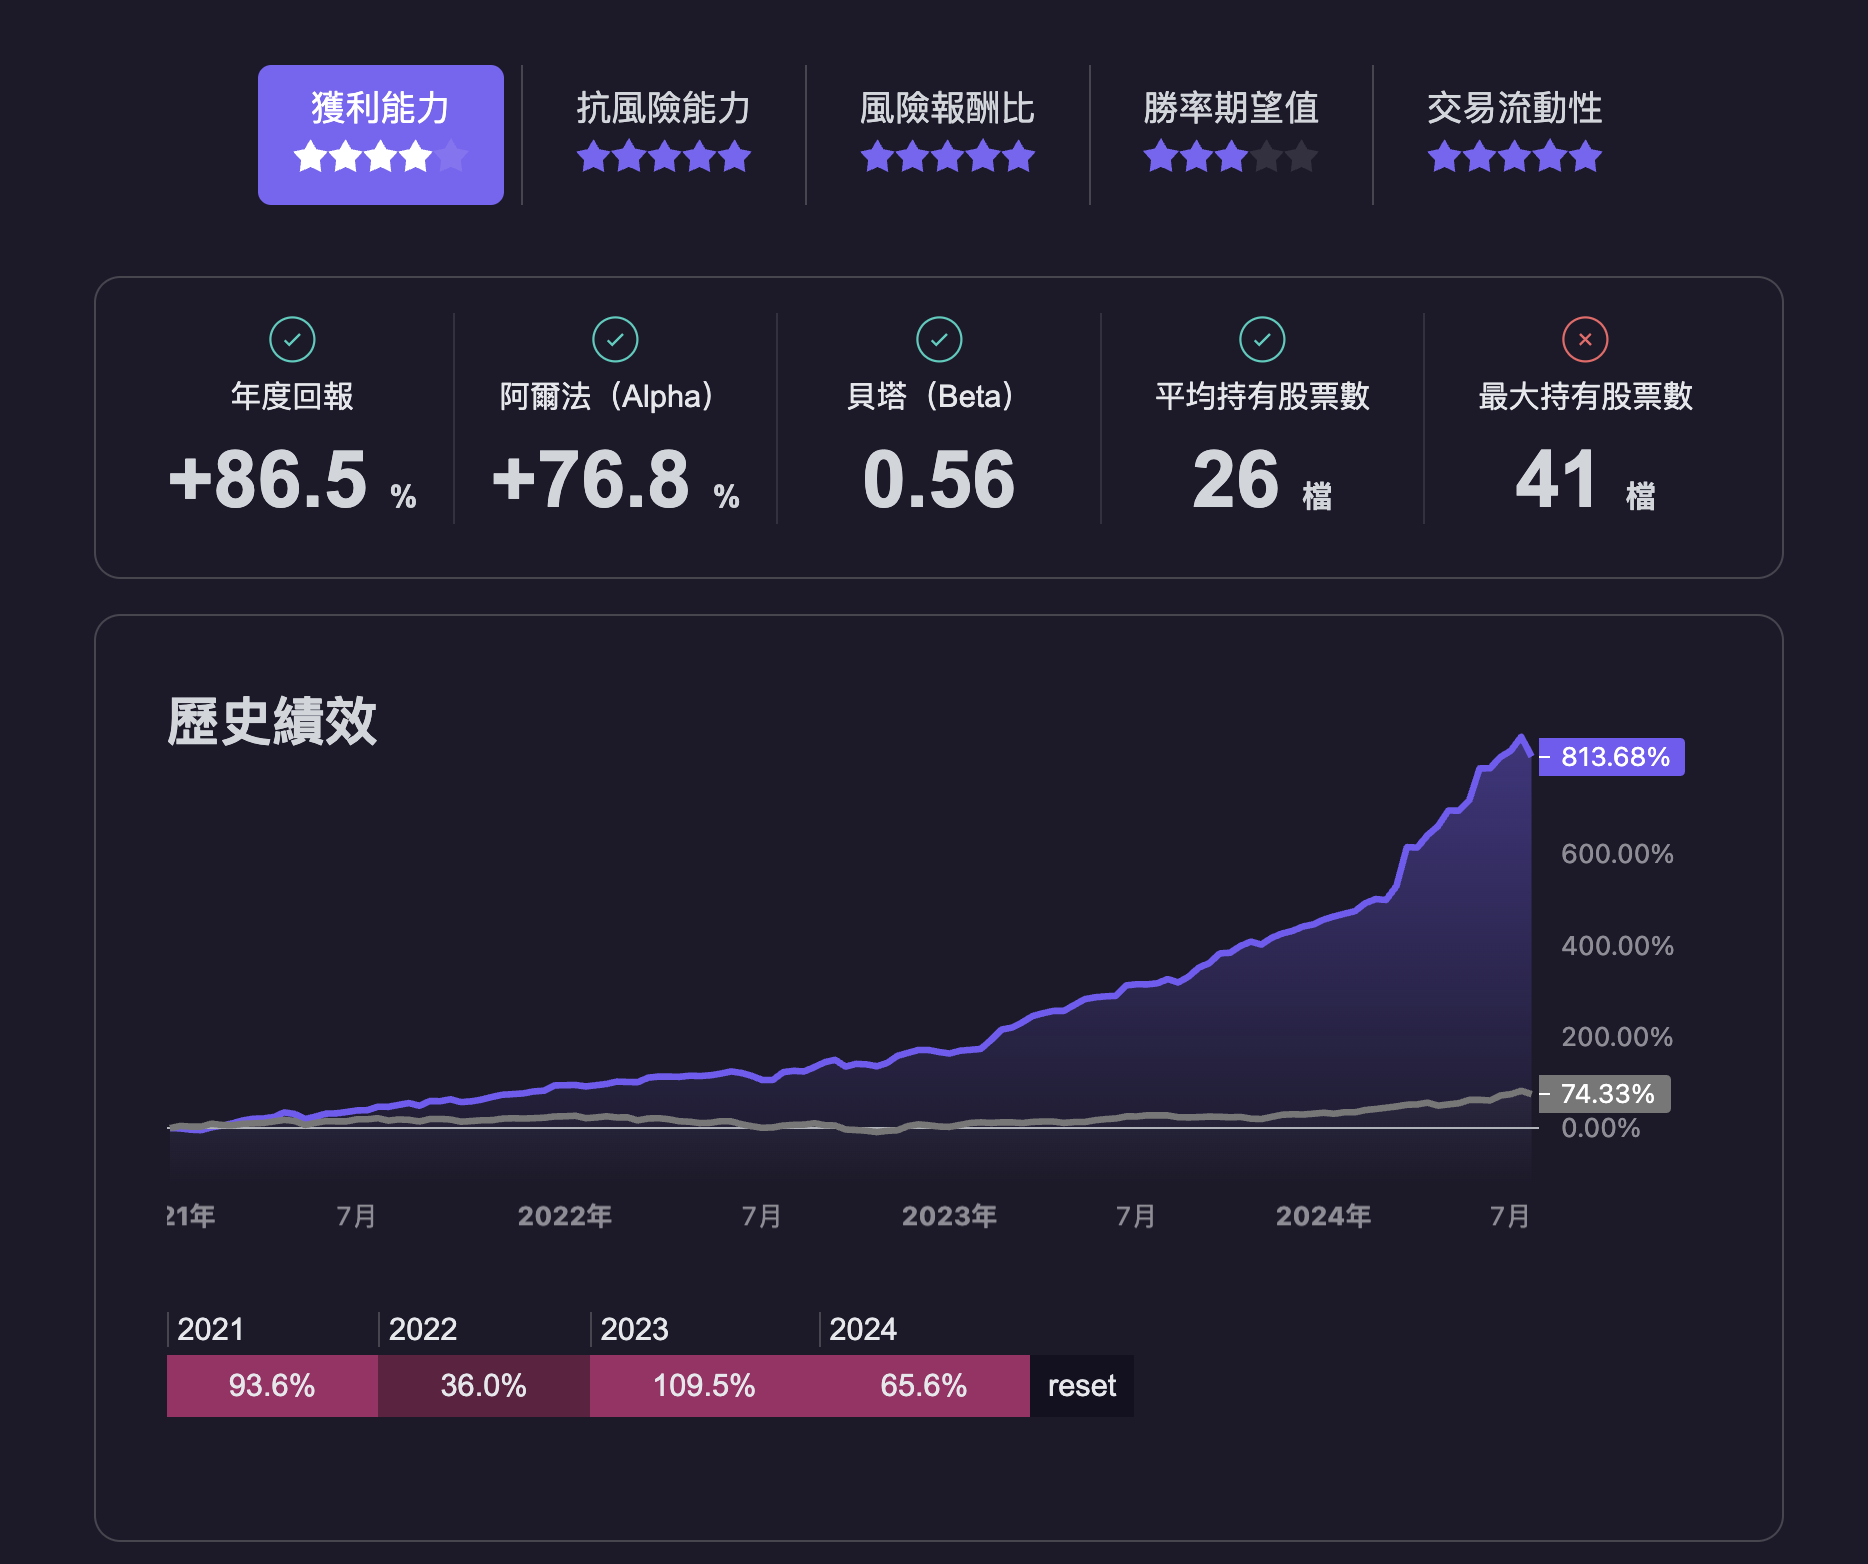 獲利能力
抗風險能力
風險報酬比
勝率期望值
交易流動性
年度回報
+86.5 %
阿爾法（Alpha）
+76.8 %
貝塔（Beta）
0.56
平均持有股票數
26 檔
最大持有股票數
41 檔
歷史績效
813.68%
600.00%
400.00%
200.00%
74.33%
0.00%
21年 7月 2022年 7月 2023年 7月 2024年 7月
2021 2022 2023 2024
93.6% 36.0% 109.5% 65.6% reset